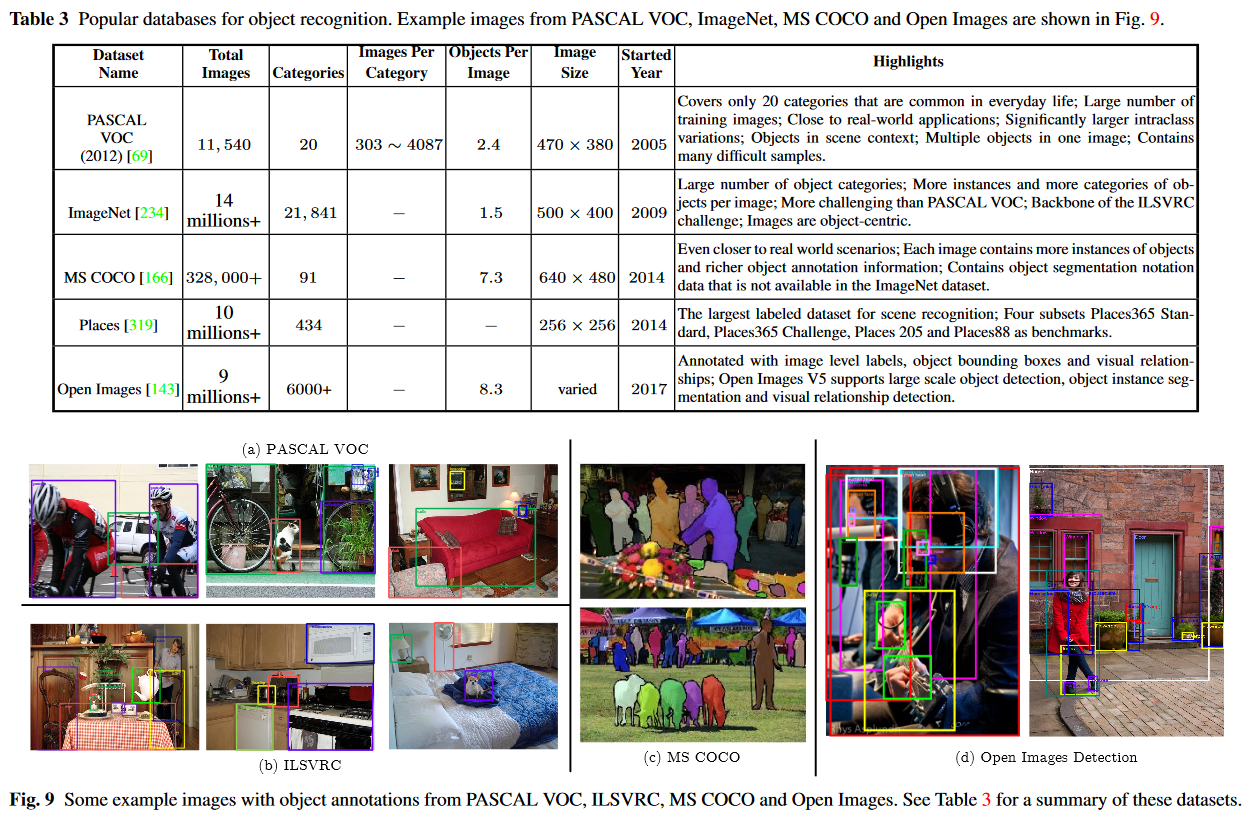 Table 3 Popular databases for object recognition. Example images from PASCAL VOC, ImageNet, MS COCO and Open Images are shown in Fig. 9.
Dataset Name
Total Images
Categories
Images Per Category
Objects Per Image
Image Size
Started Year
Highlights
PASCAL
VOC
(2012) [69]
11, 540
20
303 ∼ 4087
2.4
470 × 380
2005
Covers only 20 categories that are common in everyday life; Large number of
training images; Close to real-world applications; Significantly larger intraclass
variations; Objects in scene context; Multiple objects in one image; Contains
many difficult samples.
ImageNet [234]
14
millions+
21, 841
−
1.5
500 × 400
2009
Large number of object categories; More instances and more categories of ob-
jects per image; More challenging than PASCAL VOC; Backbone of the ILSVRC
challenge; Images are object-centric.
MS COCO [166]
328, 000+
91
−
7.3
640 × 480
2014
Even closer to real world scenarios; Each image contains more instances of objects
and richer object annotation information; Contains object segmentation notation
data that is not available in the ImageNet dataset.
Places [319]
10
millions+
434
−
−
256 × 256
2014
The largest labeled dataset for scene recognition; Four subsets Places365 Stan-
dard, Places365 Challenge, Places 205 and Places88 as benchmarks.
Open Images [143]
9
millions+
6000+
−
8.3
varied
2017
Annotated with image level labels, object bounding boxes and visual relation-
ships; Open Images V5 supports large scale object detection, object instance seg-
mentation and visual relationship detection.
(a) PASCAL VOC
(b) ILSVRC
(c) MS COCO
(d) Open Images Detection
Fig. 9 Some example images with object annotations from PASCAL VOC, ILSVRC, MS COCO and Open Images. See Table 3 for a summary of these datasets.